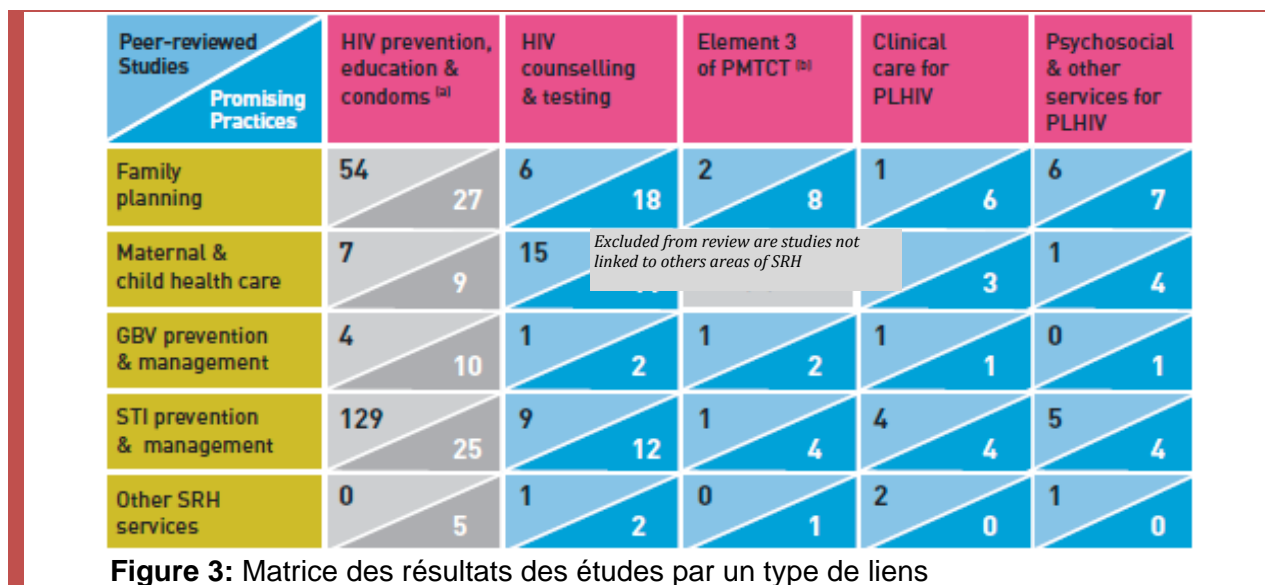 Peer-reviewed Studies
Promising Practices
HIV prevention, education & condoms (a)
HIV counselling & testing
Element 3 of PMTCT (b)
Clinical care for PLHIV
Psychosocial & other services for PLHIV
Family planning
54 27
6 18
2 8
1 6
6 7
Maternal & child health care
7 9
15
Excluded from review are studies not
linked to others areas of SRH
3
1 4
GBV prevention & management
4 10
1 2
1 2
1 1
0 1
STI prevention & management
129 25
9 12
1 4
4 4
5 4
Other SRH services
0 5
1 2
0 1
2 0
1 0
Figure 3: Matrice des résultats des études par un type de liens